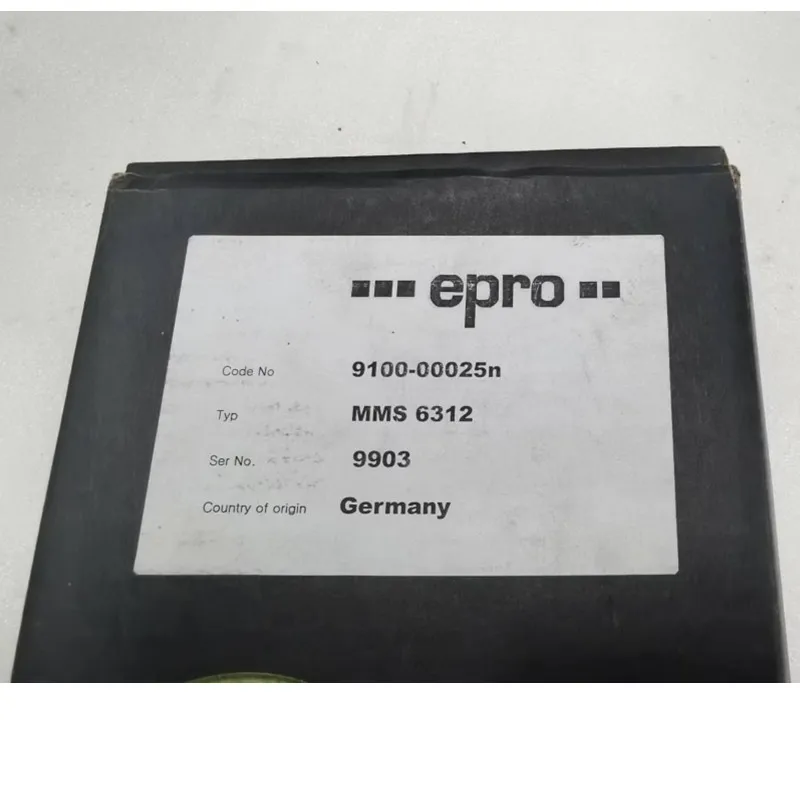 epro
Code No 9100-00025n
Typ MMS 6312
Ser No. 9903
Country of origin Germany